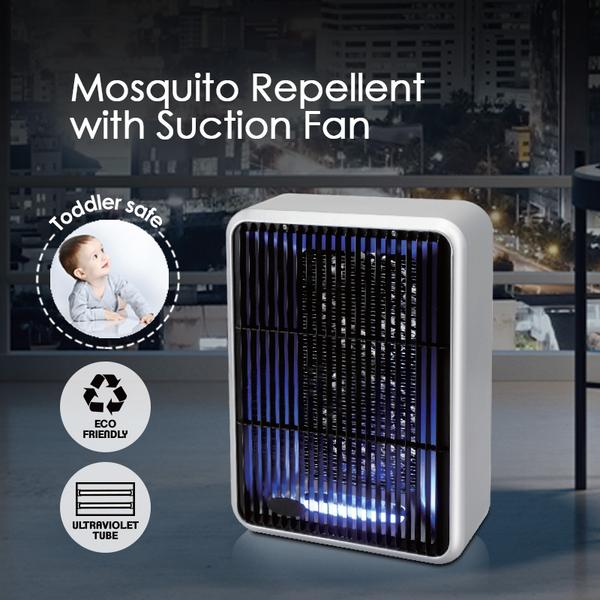 Mosquito Repellent
with Suction Fan
Toddler safe
ECO
FRIENDLY
ULTRAVIOLET
TUBE